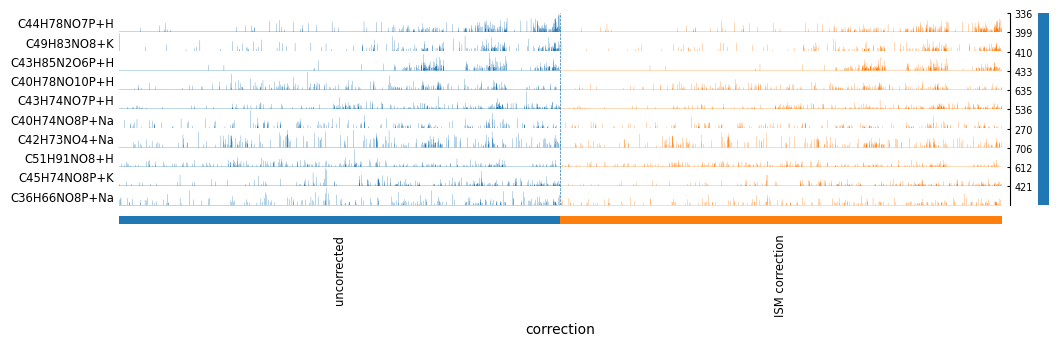 C44H78NO7P+H
C49H83NO8+K
C43H85N2O6P+H
C40H78NO10P+H
C43H74NO7P+H
C40H74NO8P+Na
C42H73NO4+Na
C51H91NO8+H
C45H74NO8P+K
C36H66NO8P+Na
336
399
410
433
635
536
270
706
612
421
uncorrected
ISM correction
correction